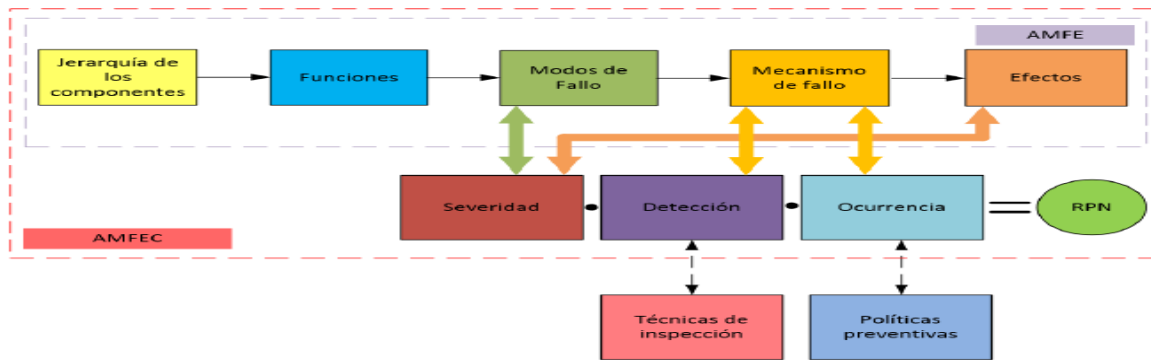 AMFE
Jerarquía de
los
componentes
Funciones
Modos de
Fallo
Mecanismo
de fallo
Efectos
Severidad
Detección
Ocurrencia
RPN
AMFEC
Técnicas de
inspección
Políticas
preventivas